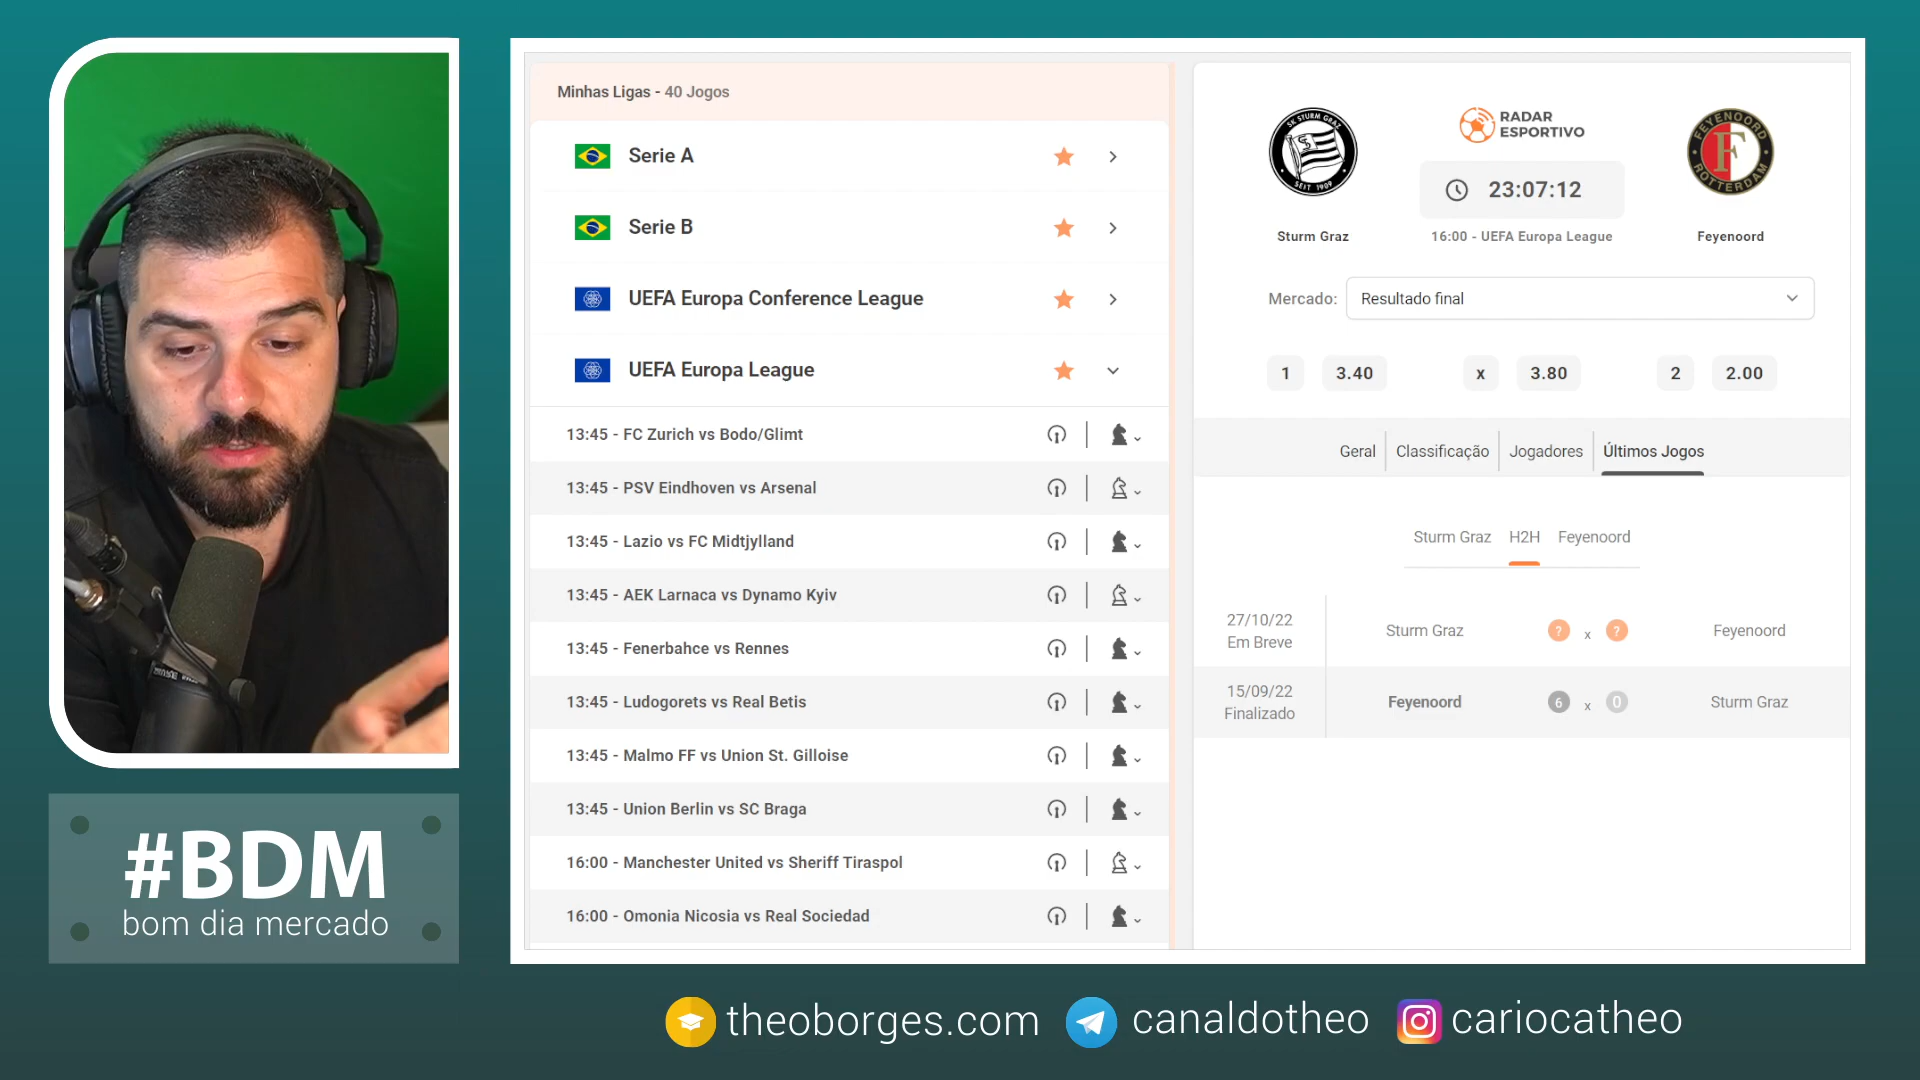 Minhas Ligas - 40 Jogos
Serie A
Serie B
UEFA Europa Conference League
UEFA Europa League
13:45 - FC Zurich vs Bodo/Glimt
13:45 - PSV Eindhoven vs Arsenal
13:45 - Lazio vs FC Midtjylland
13:45 - AEK Larnaca vs Dynamo Kyiv
13:45 - Fenerbahce vs Rennes
13:45 - Ludogorets vs Real Betis
13:45 - Malmo FF vs Union St. Gilloise
13:45 - Union Berlin vs SC Braga
16:00 - Manchester United vs Sheriff Tiraspol
16:00 - Omonia Nicosia vs Real Sociedad
SK STURM GRAZ
SEIT 1909
RADAR
ESPORTIVO
FEYENOORD
F
ROTTERDAM
23:07:12
Sturm Graz
16:00 - UEFA Europa League
Feyenoord
Mercado: Resultado final
1 3.40 x 3.80 2 2.00
Geral Classificação Jogadores Últimos Jogos
Sturm Graz H2H Feyenoord
27/10/22
Em Breve
Sturm Graz ? x ? Feyenoord
15/09/22
Finalizado
Feyenoord 6 x 0 Sturm Graz
#BDM
bom dia mercado
theoborges.com canaldotheo cariocatheo